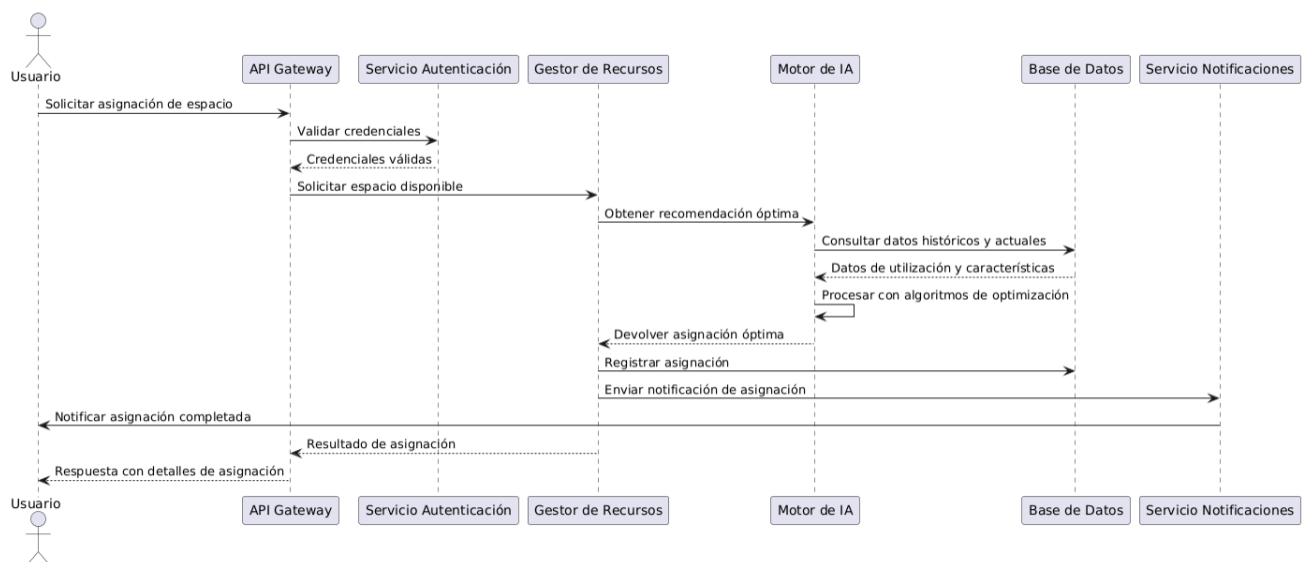 Usuario
API Gateway
Servicio Autenticación
Gestor de Recursos
Motor de IA
Base de Datos
Servicio Notificaciones
Solicitar asignación de espacio
Validar credenciales
Credenciales válidas
Solicitar espacio disponible
Obtener recomendación óptima
Consultar datos históricos y actuales
Datos de utilización y características
Procesar con algoritmos de optimización
Devolver asignación óptima
Registrar asignación
Enviar notificación de asignación
Notificar asignación completada
Resultado de asignación
Respuesta con detalles de asignación
Usuario
API Gateway
Servicio Autenticación
Gestor de Recursos
Motor de IA
Base de Datos
Servicio Notificaciones